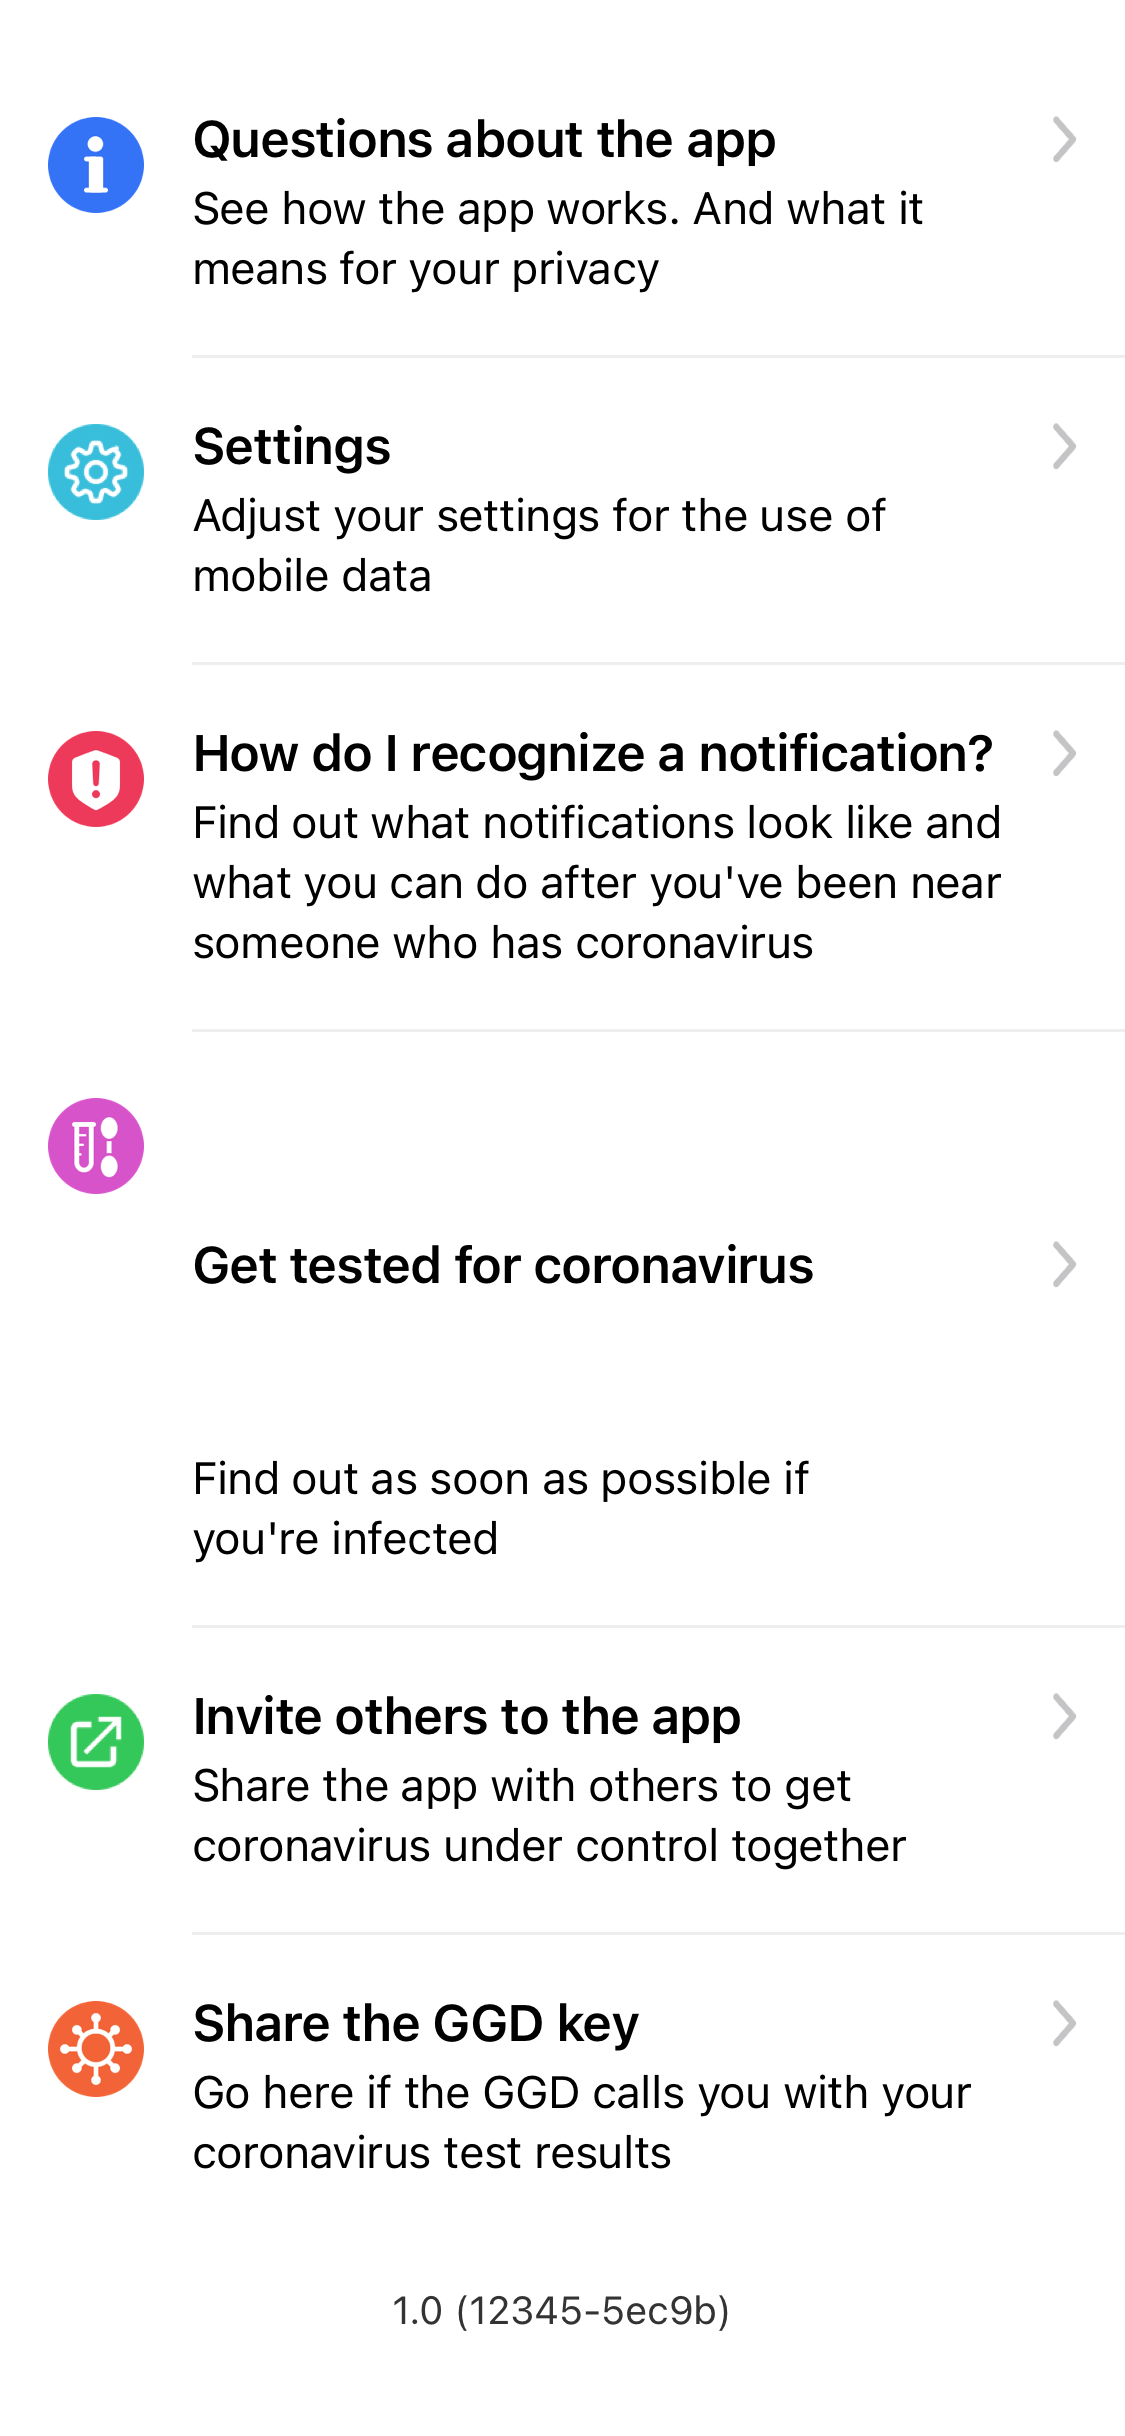 Questions about the app
See how the app works. And what it
means for your privacy
Settings
Adjust your settings for the use of
mobile data
How do I recognize a notification?
Find out what notifications look like and
what you can do after you've been near
someone who has coronavirus
Get tested for coronavirus
Find out as soon as possible if
you're infected
Invite others to the app
Share the app with others to get
coronavirus under control together
Share the GGD key
Go here if the GGD calls you with your
coronavirus test results
1.0 (12345-5ec9b)